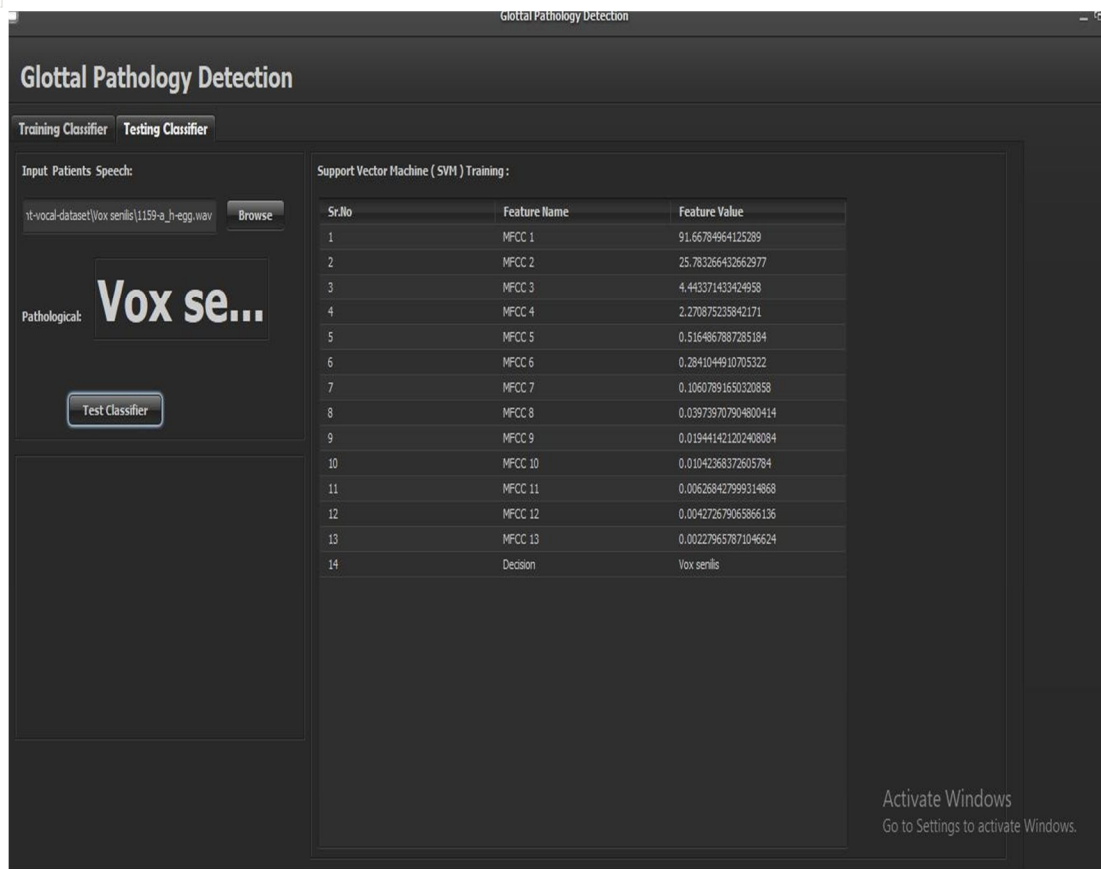 Glottal Pathology Detection
Glottal Pathology Detection
Training Classifier Testing Classifier
Input Patients Speech:
nt-vocal-dataset\Vox senilis\1159-a_h-egg.wav Browse
Pathological: Vox se...
Test Classifier
Support Vector Machine ( SVM ) Training :
Sr.No Feature Name Feature Value
1 MFCC 1 91.66784964125289
2 MFCC 2 25.783266432662977
3 MFCC 3 4.443371433424958
4 MFCC 4 2.270875235842171
5 MFCC 5 0.5164867887285184
6 MFCC 6 0.2841044910705322
7 MFCC 7 0.10607891650320858
8 MFCC 8 0.039739707904800414
9 MFCC 9 0.019441421202408084
10 MFCC 10 0.01042368372605784
11 MFCC 11 0.006268427999314868
12 MFCC 12 0.004272679065866136
13 MFCC 13 0.002279657871046624
14 Decision Vox senilis
Activate Windows
Go to Settings to activate Windows.